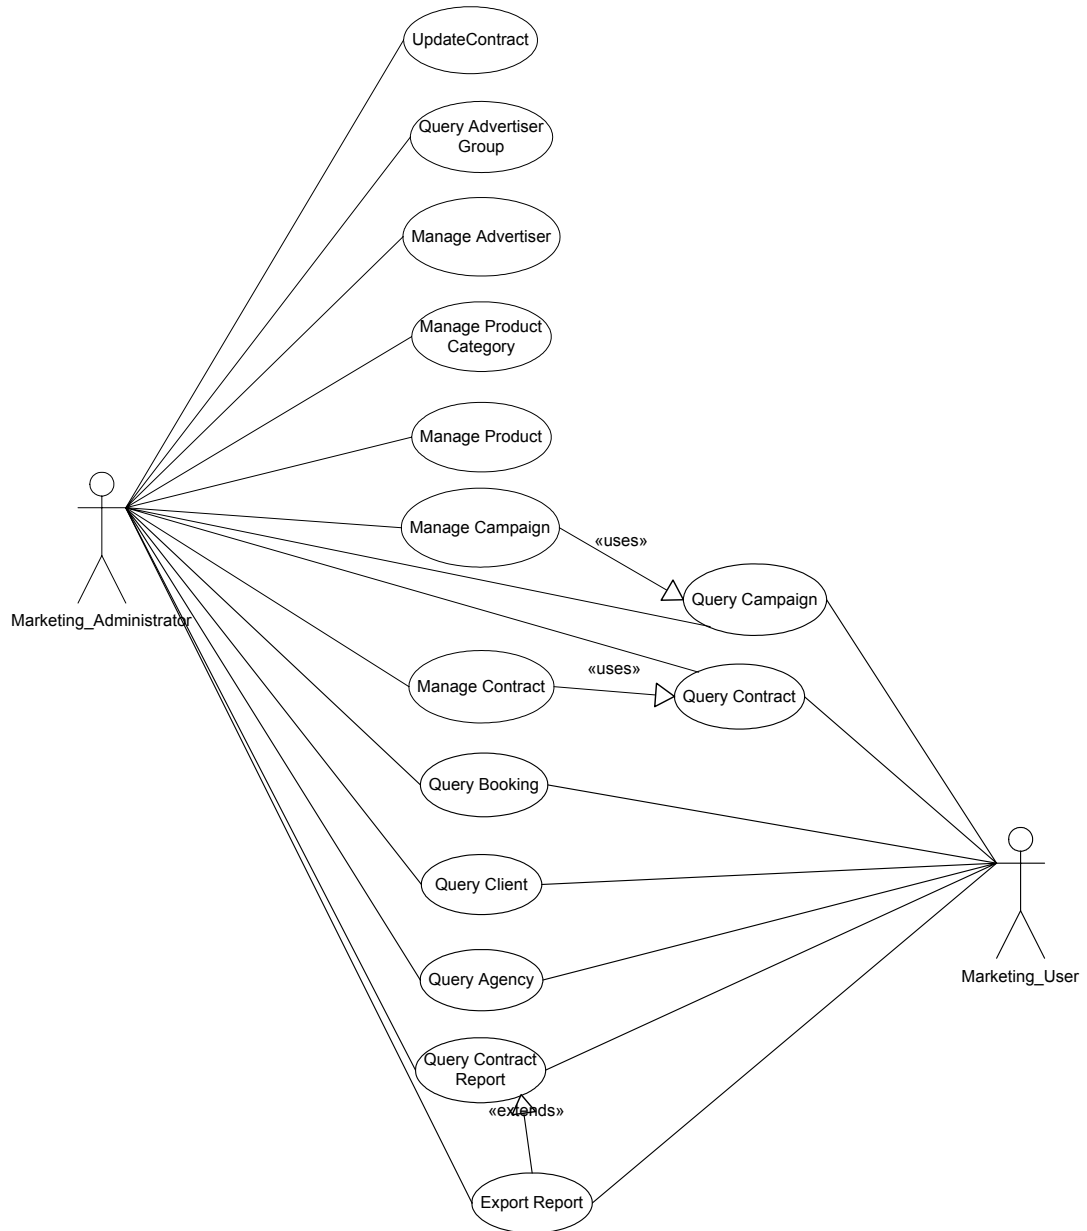 UpdateContract
Query Advertiser
Group
Manage Advertiser
Manage Product
Category
Manage Product
Manage Campaign
«uses»
Query Campaign
Marketing_Administrator
«uses»
Manage Contract
Query Contract
Query Booking
Query Client
Query Agency
Marketing_User
Query Contract
Report
«extends»
Export Report